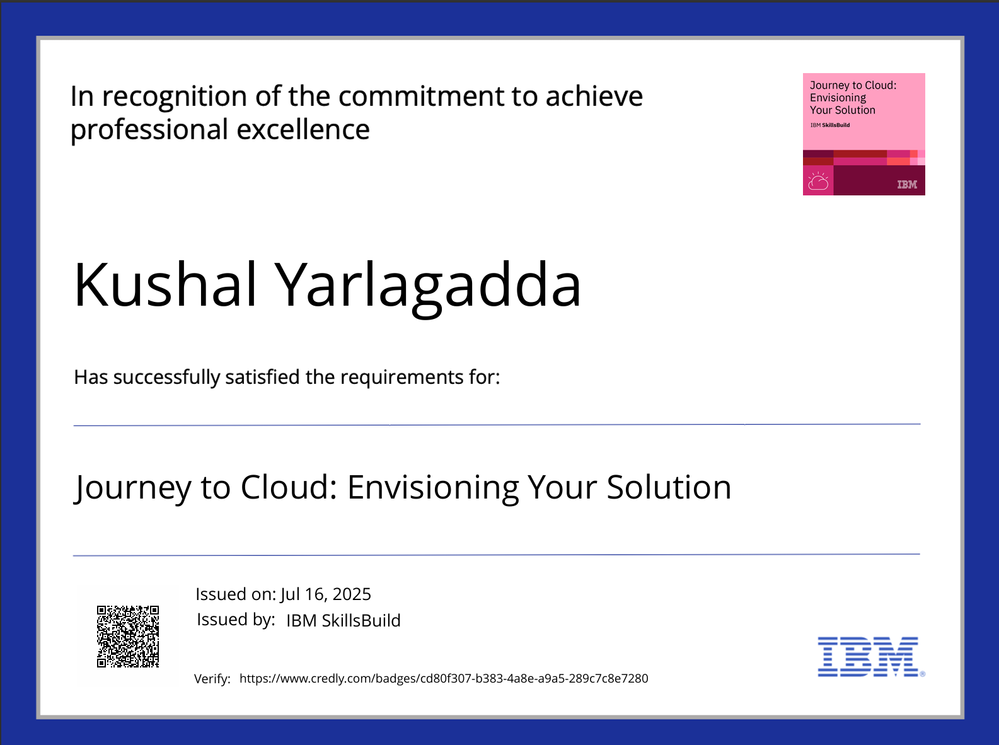 In recognition of the commitment to achieve
professional excellence
Journey to Cloud:
Envisioning
Your Solution
IBM SkillsBuild
IBM
Kushal Yarlagadda
Has successfully satisfied the requirements for:
Journey to Cloud: Envisioning Your Solution
Issued on: Jul 16, 2025
Issued by: IBM SkillsBuild
Verify: https://www.credly.com/badges/cd80f307-b383-4a8e-a9a5-289c7c8e7280
IBM®